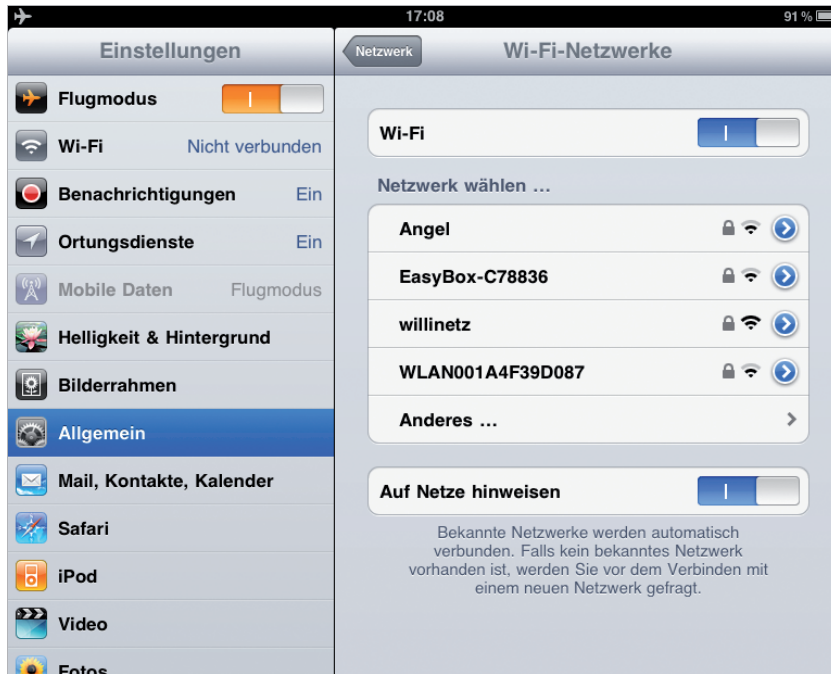 17:08
91 %
Einstellungen
Flugmodus
Wi-Fi Nicht verbunden
Benachrichtigungen Ein
Ortungsdienste Ein
Mobile Daten Flugmodus
Helligkeit & Hintergrund
Bilderrahmen
Allgemein
Mail, Kontakte, Kalender
Safari
iPod
Video
Fotos
Netzwerk
Wi-Fi-Netzwerke
Wi-Fi
Netzwerk wählen ...
Angel
EasyBox-C78836
willinetz
WLAN001A4F39D087
Anderes ...
Auf Netze hinweisen
Bekannte Netzwerke werden automatisch
verbunden. Falls kein bekanntes Netzwerk
vorhanden ist, werden Sie vor dem Verbinden mit
einem neuen Netzwerk gefragt.